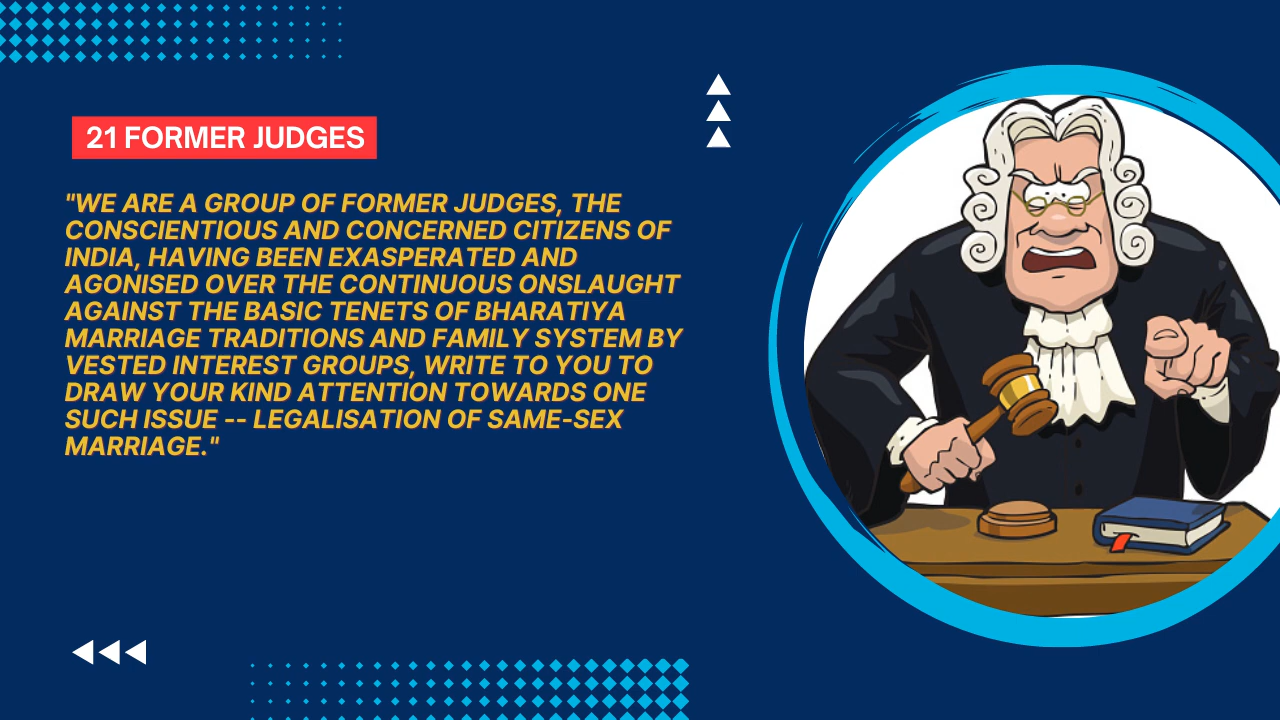 21 FORMER JUDGES
"WE ARE A GROUP OF FORMER JUDGES, THE
CONSCIENTIOUS AND CONCERNED CITIZENS OF
INDIA, HAVING BEEN EXASPERATED AND
AGONISED OVER THE CONTINUOUS ONSLAUGHT
AGAINST THE BASIC TENETS OF BHARATIYA
MARRIAGE TRADITIONS AND FAMILY SYSTEM BY
VESTED INTEREST GROUPS, WRITE TO YOU TO
DRAW YOUR KIND ATTENTION TOWARDS ONE
SUCH ISSUE -- LEGALISATION OF SAME-SEX
MARRIAGE."